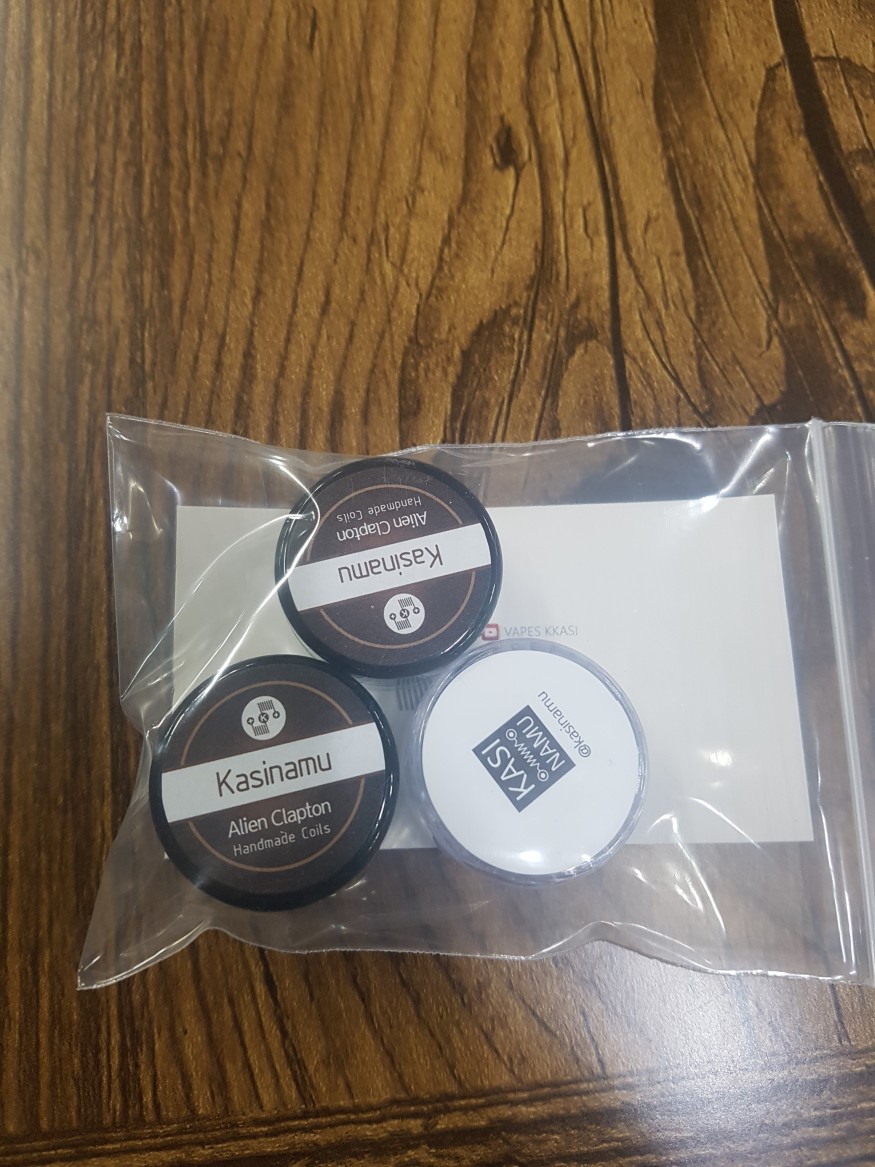 Kasinamu
Alien Clapton
Handmade Coils
VAPES KKASI
K
Kasinamu
Alien Clapton
Handmade Coils
KASI
NAMU
@kasinamu